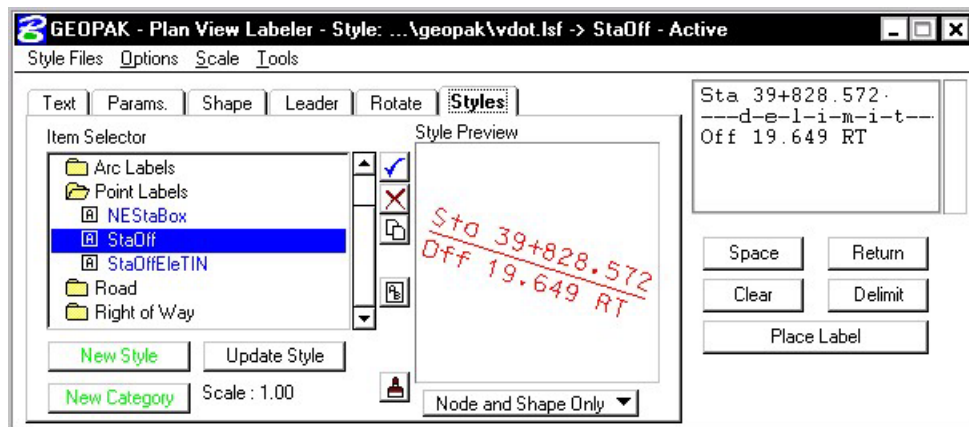 GEOPAK - Plan View Labeler - Style: ...\geopak\vdot.lsf -> StaOff - Active
Style Files Options Scale Tools
Text Params. Shape Leader Rotate Styles
Item Selector
Arc Labels
Point Labels
NEStaBox
StaOff
StaOffEleTIN
Road
Right of Way
New Style Update Style
New Category Scale : 1.00
Style Preview
Sta 39+828.572
Off 19.649 RT
Node and Shape Only
Sta 39+828.572
---d-e-l-i-m-i-t---
Off 19.649 RT
Space Return
Clear Delimit
Place Label